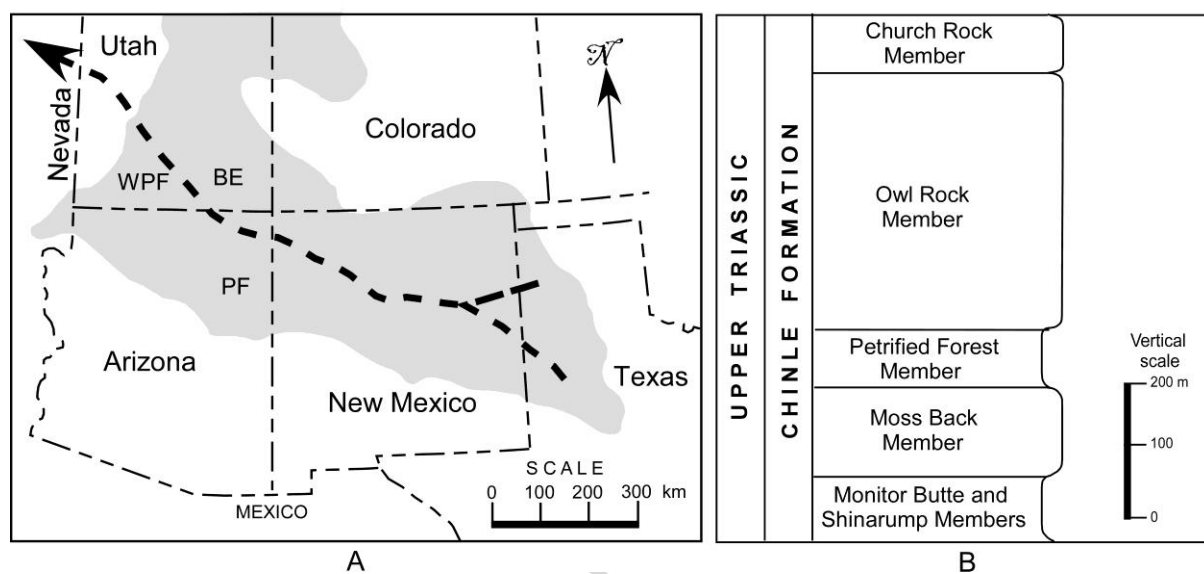 Utah
Nevada
Colorado
N
WPF
BE
PF
Arizona
New Mexico
Texas
SCALE
0 100 200 300 km
MEXICO
A
UPPER TRIASSIC
CHINLE FORMATION
Church Rock
Member
Owl Rock
Member
Petrified Forest
Member
Moss Back
Member
Monitor Butte and
Shinarump Members
Vertical
scale
200 m
100
0
B